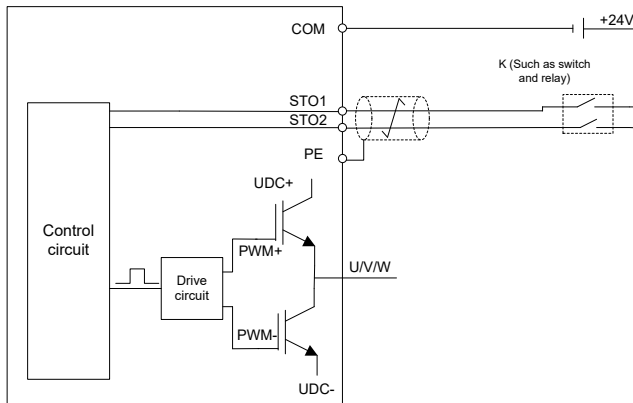 COM
+24V
K (Such as switch
and relay)
STO1
STO2
PE
UDC+
Control
circuit
PWM+
U/V/W
Drive
circuit
PWM-
UDC-